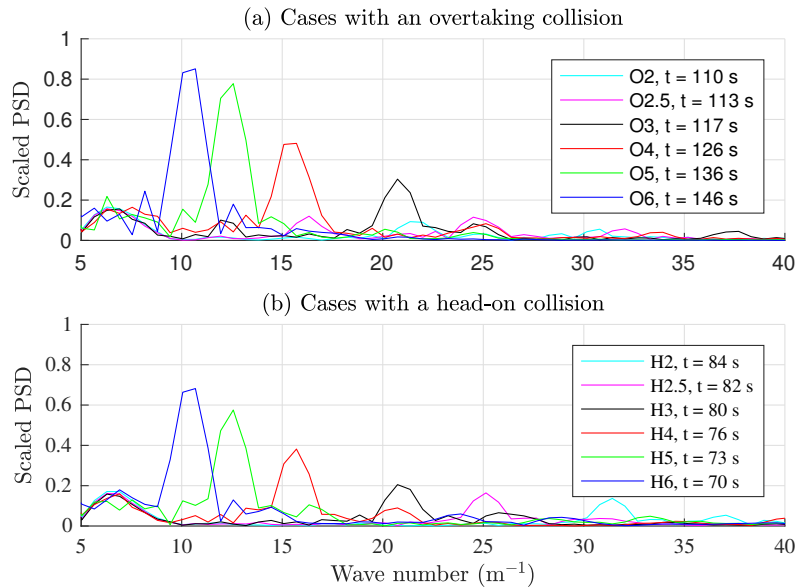 (a) Cases with an overtaking collision
1
0.8
0.6
0.4
0.2
0
Scaled PSD
O2, t = 110 s
O2.5, t = 113 s
O3, t = 117 s
O4, t = 126 s
O5, t = 136 s
O6, t = 146 s
5 10 15 20 25 30 35 40
(b) Cases with a head-on collision
1
0.8
0.6
0.4
0.2
0
Scaled PSD
H2, t = 84 s
H2.5, t = 82 s
H3, t = 80 s
H4, t = 76 s
H5, t = 73 s
H6, t = 70 s
5 10 15 20 25 30 35 40
Wave number (m⁻¹)